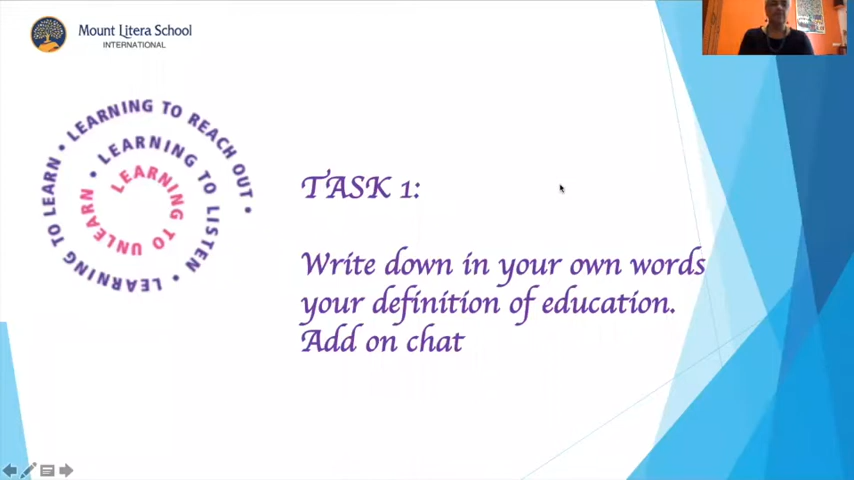 Mount Litera School
INTERNATIONAL
LEARNING TO REACH OUT •
LEARNING TO LEARN •
• LEARNING TO LISTEN •
LEARNING TO UNLEARN
TASK 1:
Write down in your own words
your definition of education.
Add on chat